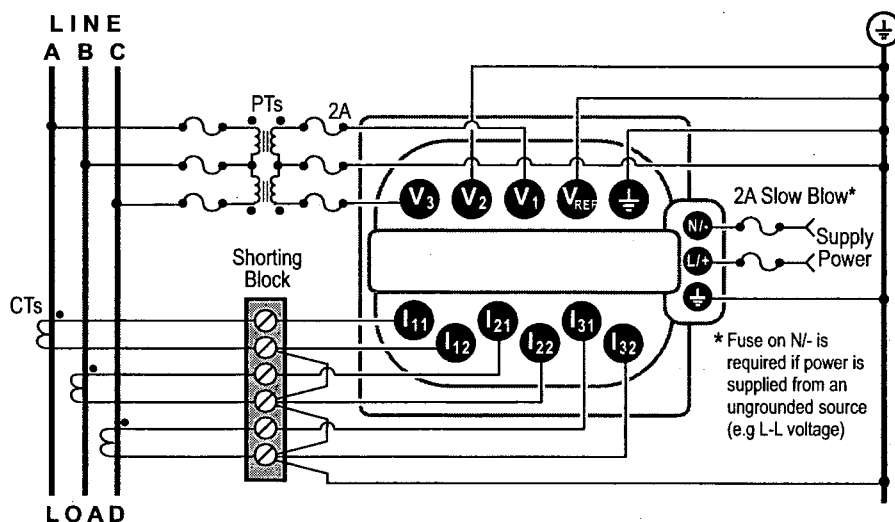 LINE
A B C
PTs
2A
V3 V2 V1 VREF
2A Slow Blow*
N/-
Supply
L/+
Power
Shorting
Block
CTs
I11 I21 I31
I12 I22 I32
* Fuse on N/- is
required if power is
supplied from an
ungrounded source
(e.g L-L voltage)
LOAD